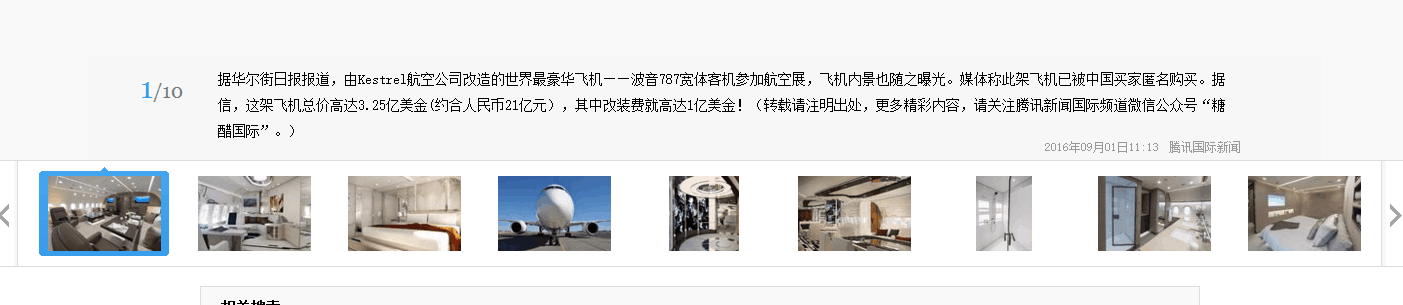 1/10
据华尔街日报报道，由Kestrel航空公司改造的世界最豪华飞机——波音787宽体客机参加航空展，飞机内景也随之曝光。媒体称此架飞机已被中国买家匿名购买。据
信，这架飞机总价高达3.25亿美金(约合人民币21亿元），其中改装费就高达1亿美金！（转载请注明出处，更多精彩内容，请关注腾讯新闻国际频道微信公众号“糖
醋国际”。）
2016年09月01日11:13 腾讯国际新闻
相关搜索